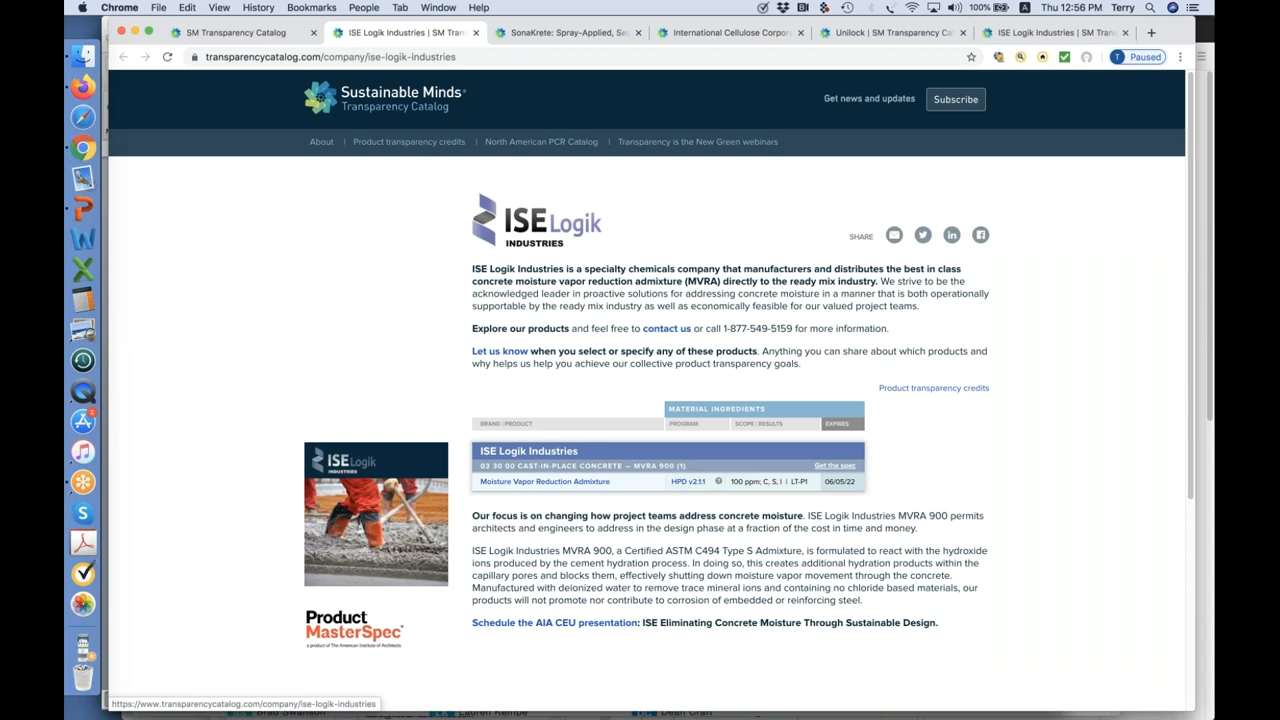 Chrome File Edit View History Bookmarks People Tab Window Help 100% Thu 12:56 PM Terry
SM Transparency Catalog
ISE Logik Industries | SM Tran
SonaKrete: Spray-Applied, Se
International Cellulose Corpor
Unilock | SM Transparency Ca
ISE Logik Industries | SM Tran
transparencycatalog.com/company/ise-logik-industries
T Paused
Sustainable Minds®
Transparency Catalog
Get news and updates
Subscribe
About | Product transparency credits | North American PCR Catalog | Transparency is the New Green webinars
ISE Logik
INDUSTRIES
SHARE
ISE Logik Industries is a specialty chemicals company that manufacturers and distributes the best in class
concrete moisture vapor reduction admixture (MVRA) directly to the ready mix industry. We strive to be the
acknowledged leader in proactive solutions for addressing concrete moisture in a manner that is both operationally
supportable by the ready mix industry as well as economically feasible for our valued project teams.
Explore our products and feel free to contact us or call 1-877-549-5159 for more information.
Let us know when you select or specify any of these products. Anything you can share about which products and
why helps us help you achieve our collective product transparency goals.
Product transparency credits
MATERIAL INGREDIENTS
BRAND | PRODUCT PROGRAM SCOPE | RESULTS EXPIRES
ISE Logik Industries
03 30 00 CAST-IN-PLACE CONCRETE — MVRA 900 (1) Get the spec
Moisture Vapor Reduction Admixture HPD v2.1.1 100 ppm; C, S, I | LT-P1 06/05/22
ISE Logik
INDUSTRIES
Our focus is on changing how project teams address concrete moisture. ISE Logik Industries MVRA 900 permits
architects and engineers to address in the design phase at a fraction of the cost in time and money.
ISE Logik Industries MVRA 900, a Certified ASTM C494 Type S Admixture, is formulated to react with the hydroxide
ions produced by the cement hydration process. In doing so, this creates additional hydration products within the
capillary pores and blocks them, effectively shutting down moisture vapor movement through the concrete.
Manufactured with deionized water to remove trace mineral ions and containing no chloride based materials, our
products will not promote nor contribute to corrosion of embedded or reinforcing steel.
Product
MasterSpec
a product of The American Institute of Architects
Schedule the AIA CEU presentation: ISE Eliminating Concrete Moisture Through Sustainable Design.
https://www.transparencycatalog.com/company/ise-logik-industries